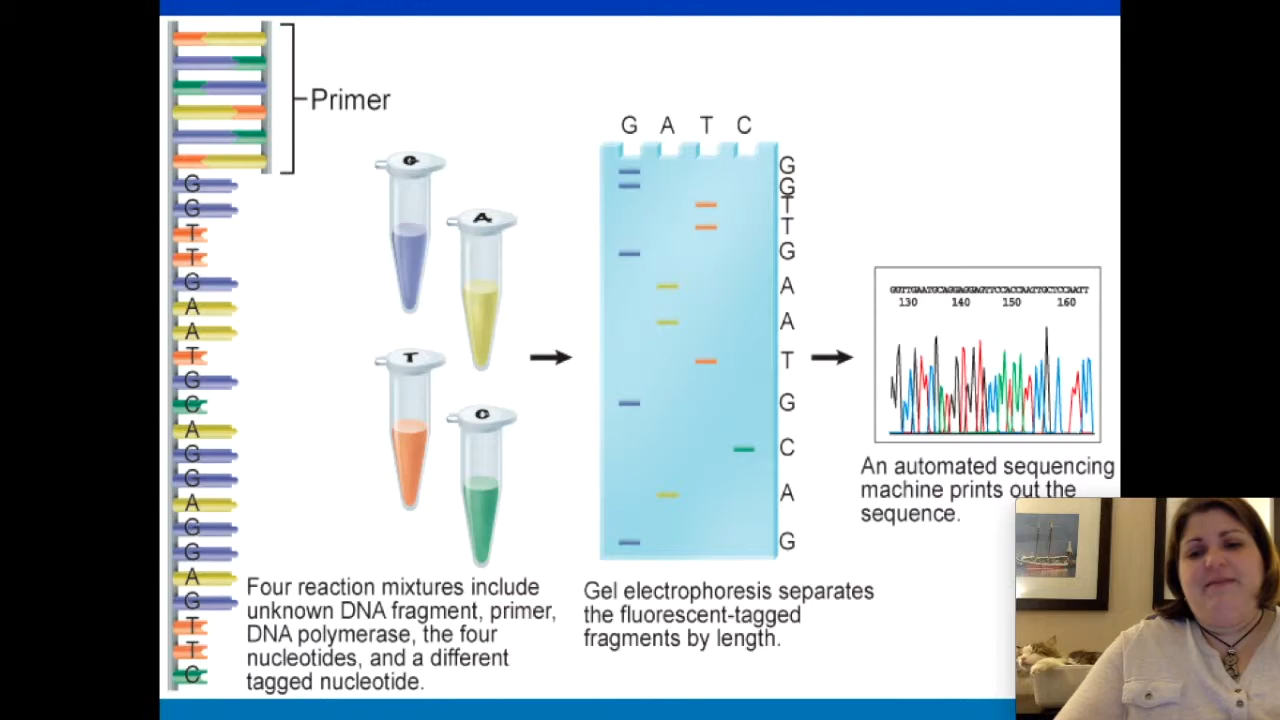 Primer
G
G
T
T
G
A
A
T
G
C
A
G
G
A
G
G
A
G
T
T
C
G
A
T
C
Four reaction mixtures include
unknown DNA fragment, primer,
DNA polymerase, the four
nucleotides, and a different
tagged nucleotide.
G A T C
G
G
T
T
G
A
A
T
G
C
A
G
Gel electrophoresis separates
the fluorescent-tagged
fragments by length.
GGTTGAATGCAGGAGGAGTTCCACCAATTGCTCCAATT
130 140 150 160
An automated sequencing
machine prints out the
sequence.